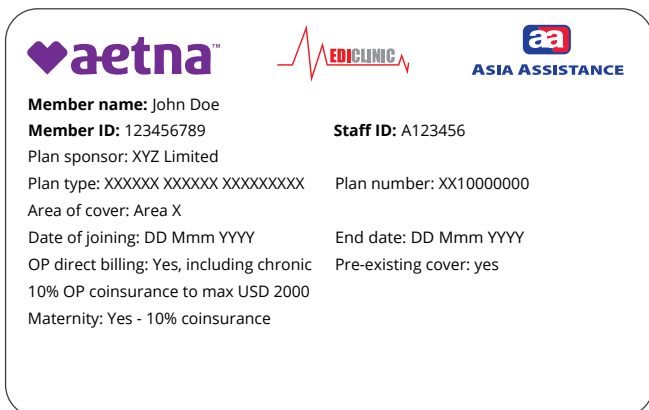 aetna™ MEDICLINIC aa
ASIA ASSISTANCE
Member name: John Doe
Member ID: 123456789 Staff ID: A123456
Plan sponsor: XYZ Limited
Plan type: XXXXXX XXXXXX XXXXXXXXX Plan number: XX10000000
Area of cover: Area X
Date of joining: DD Mmm YYYY End date: DD Mmm YYYY
OP direct billing: Yes, including chronic Pre-existing cover: yes
10% OP coinsurance to max USD 2000
Maternity: Yes - 10% coinsurance